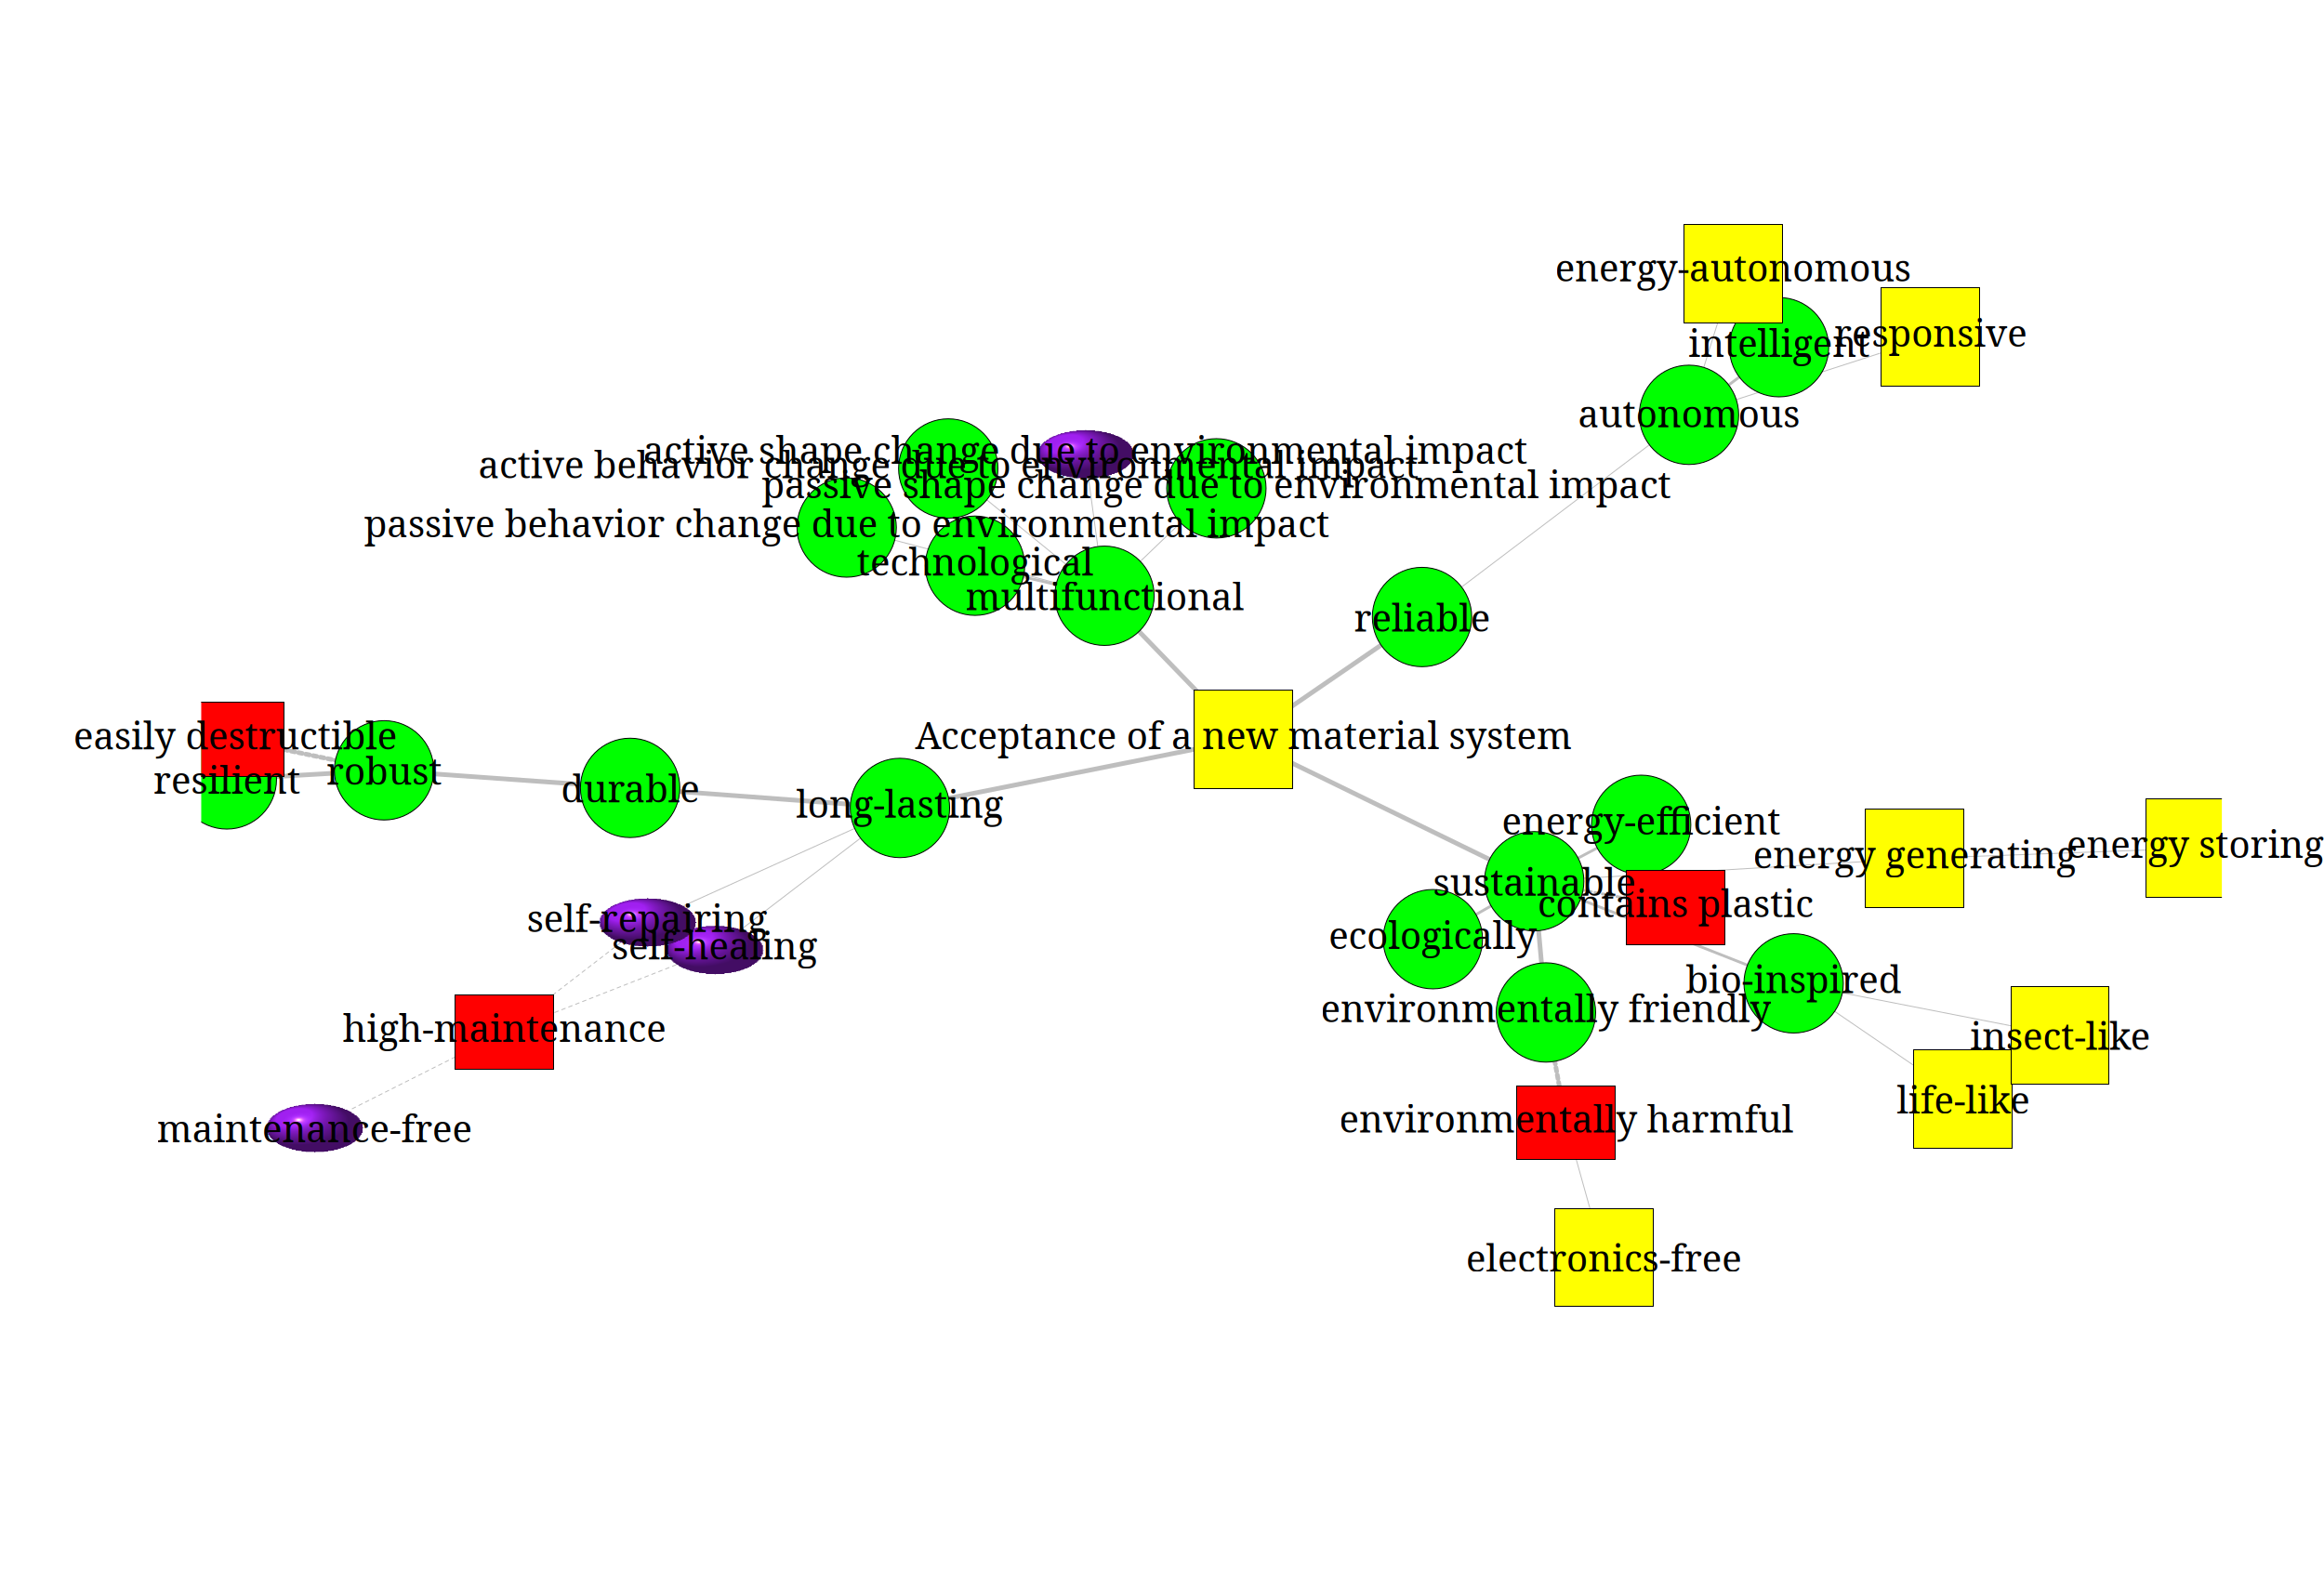 energy-autonomous
responsive
intelligent
autonomous
active shape change due to environmental impact
active behavior change due to environmental impact
passive shape change due to environmental impact
passive behavior change due to environmental impact
technological
multifunctional
reliable
Acceptance of a new material system
easily destructible
robust
resilient
durable
long-lasting
energy-efficient
energy generating
energy storing
sustainable
contains plastic
self-repairing
self-healing
ecologically
bio-inspired
environmentally friendly
high-maintenance
insect-like
life-like
environmentally harmful
maintenance-free
electronics-free